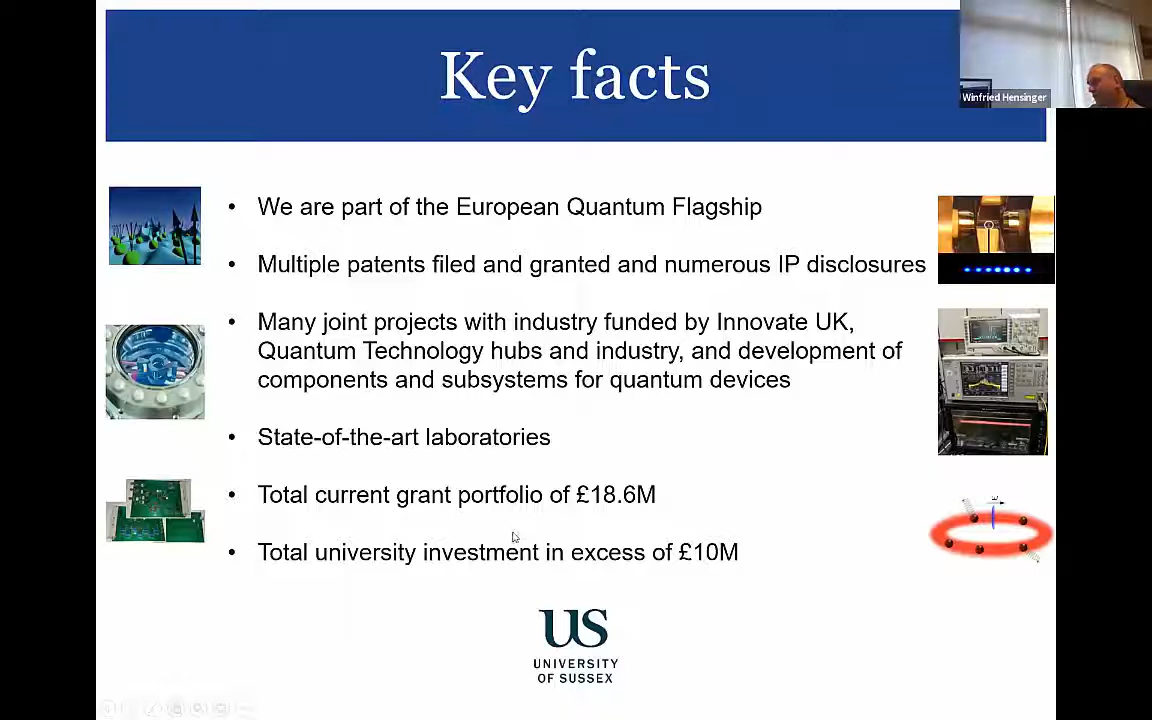 Key facts
Winfried Hensinger
• We are part of the European Quantum Flagship
• Multiple patents filed and granted and numerous IP disclosures
• Many joint projects with industry funded by Innovate UK,
Quantum Technology hubs and industry, and development of
components and subsystems for quantum devices
• State-of-the-art laboratories
• Total current grant portfolio of £18.6M
• Total university investment in excess of £10M
US
UNIVERSITY
OF SUSSEX